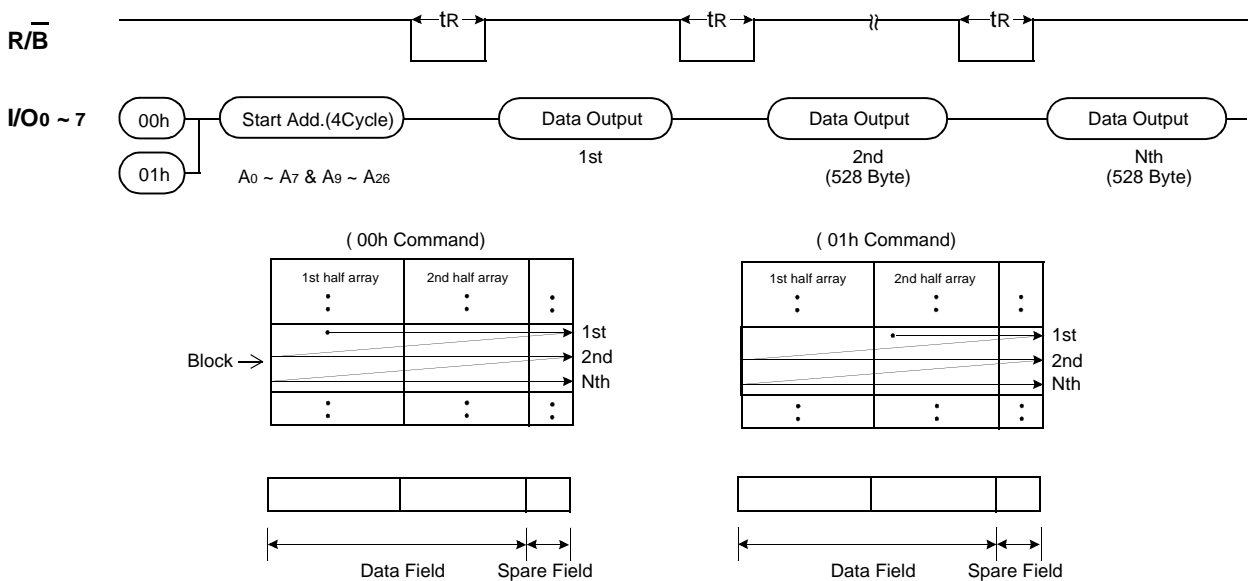 R/B
tR
tR
tR
I/O0 ~ 7
00h
Start Add.(4Cycle)
Data Output
Data Output
Data Output
01h
A0 ~ A7 & A9 ~ A26
1st
2nd
(528 Byte)
Nth
(528 Byte)
( 00h Command)
1st half array
2nd half array
1st
2nd
Nth
Block
Data Field
Spare Field
( 01h Command)
1st half array
2nd half array
1st
2nd
Nth
Data Field
Spare Field